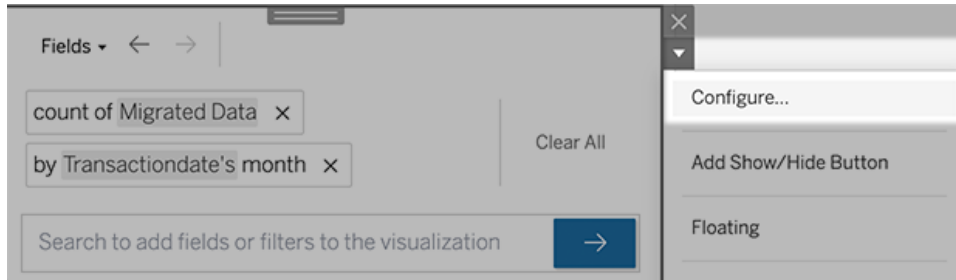 Fields
count of Migrated Data
by Transactiondate's month
Clear All
Search to add fields or filters to the visualization
Configure...
Add Show/Hide Button
Floating